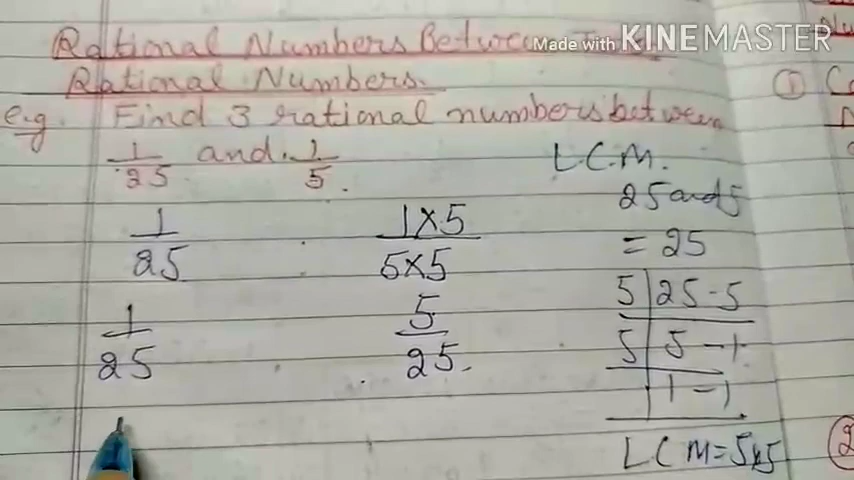 Rational Numbers Between
Made with KINEMASTER
Rational Numbers.
e.g. Find 3 rational numbers between
1/25 and 1/5.
L.C.M.
25 and 5
= 25
1/25
1×5/5×5
1/25
5/25.
5 | 25 - 5
5 | 5 - 1
| 1 - 1
LCM = 5×5
①
②